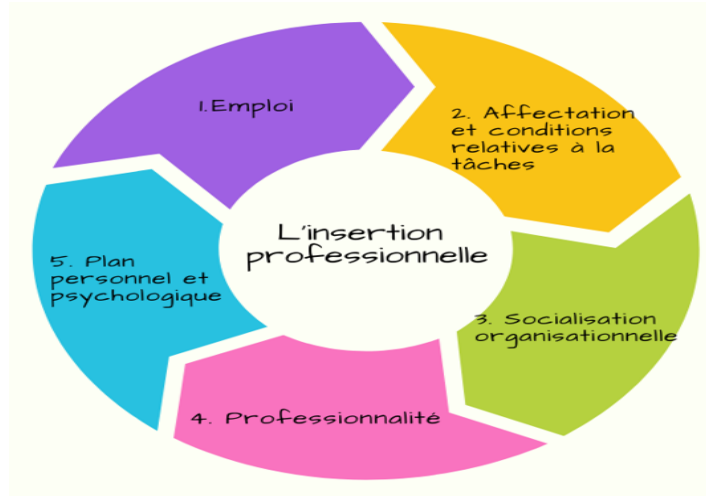 1.Emploi
2. Affectation
et conditions
relatives à la
tâches
L'insertion
professionnelle
3. Socialisation
organisationnelle
4. Professionnalité
5. Plan
personnel et
psychologique